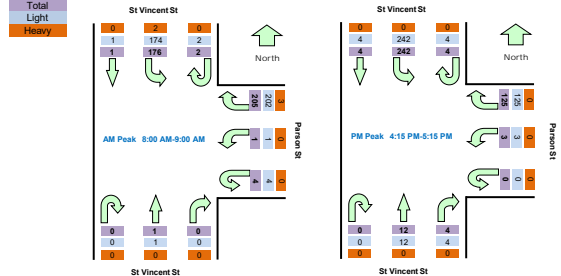 Total
Light
Heavy
St Vincent St
0 2 0
1 174 2
1 176 2
North
205 202 3
AM Peak 8:00 AM-9:00 AM
1 1 0
Parson St
4 4 0
0 1 0
0 1 0
0 0 0
St Vincent St
St Vincent St
0 0 0
4 242 4
4 242 4
North
125 125 0
PM Peak 4:15 PM-5:15 PM
3 3 0
Parson St
0 0 0
0 12 4
0 12 4
0 0 0
St Vincent St